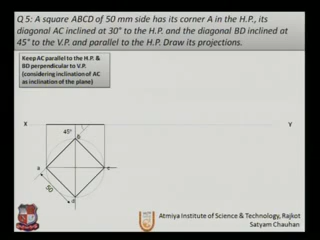 Q 5: A square ABCD of 50 mm side has its corner A in the H.P., its
diagonal AC inclined at 30° to the H.P. and the diagonal BD inclined at
45° to the V.P. and parallel to the H.P. Draw its projections.
Keep AC parallel to the H.P. &
BD perpendicular to V.P.
(considering inclination of AC
as inclination of the plane)
X Y
45°
b
a c
50
d
Atmiya Institute of Science & Technology, Rajkot
Satyam Chauhan